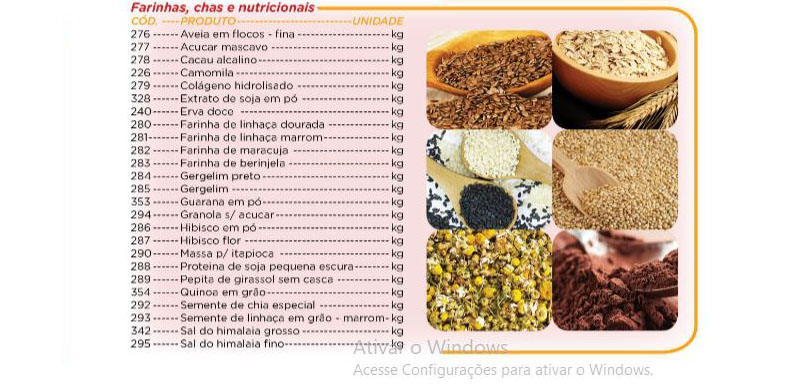 Farinhas, chas e nutricionais
CÓD. ----- PRODUTO ----------------------- UNIDADE
276 ------ Aveia em flocos - fina ------------------ kg
277 ------ Acucar mascavo ----------------------- kg
278 ------ Cacau alcalino ------------------------- kg
226 ------ Camomila ------------------------------ kg
279 ------ Colágeno hidrolisado ------------------ kg
328 ------ Extrato de soja em pó ----------------- kg
240 ------ Erva doce ----------------------------- kg
280 ------ Farinha de linhaça dourada ------------ kg
281 ------ Farinha de linhaça marrom ------------- kg
282 ------ Farinha de maracuja ------------------- kg
283 ------ Farinha de berinjela ------------------- kg
284 ------ Gergelim preto ------------------------ kg
285 ------ Gergelim ------------------------------ kg
353 ------ Guarana em pó ------------------------ kg
294 ------ Granola s/ acucar --------------------- kg
286 ------ Hibisco em pó ------------------------- kg
287 ------ Hibisco flor --------------------------- kg
290 ------ Massa p/ itapioca --------------------- kg
288 ------ Proteina de soja pequena escura ------- kg
289 ------ Pepita de girassol sem casca ----------- kg
354 ------ Quinoa em grão ----------------------- kg
292 ------ Semente de chia especial -------------- kg
293 ------ Semente de linhaça em grão - marrom- kg
342 ------ Sal do himalaia grosso ----------------- kg
295 ------ Sal do himalaia fino -------------------- kg
Ativar o Windows
Acesse Configurações para ativar o Windows.